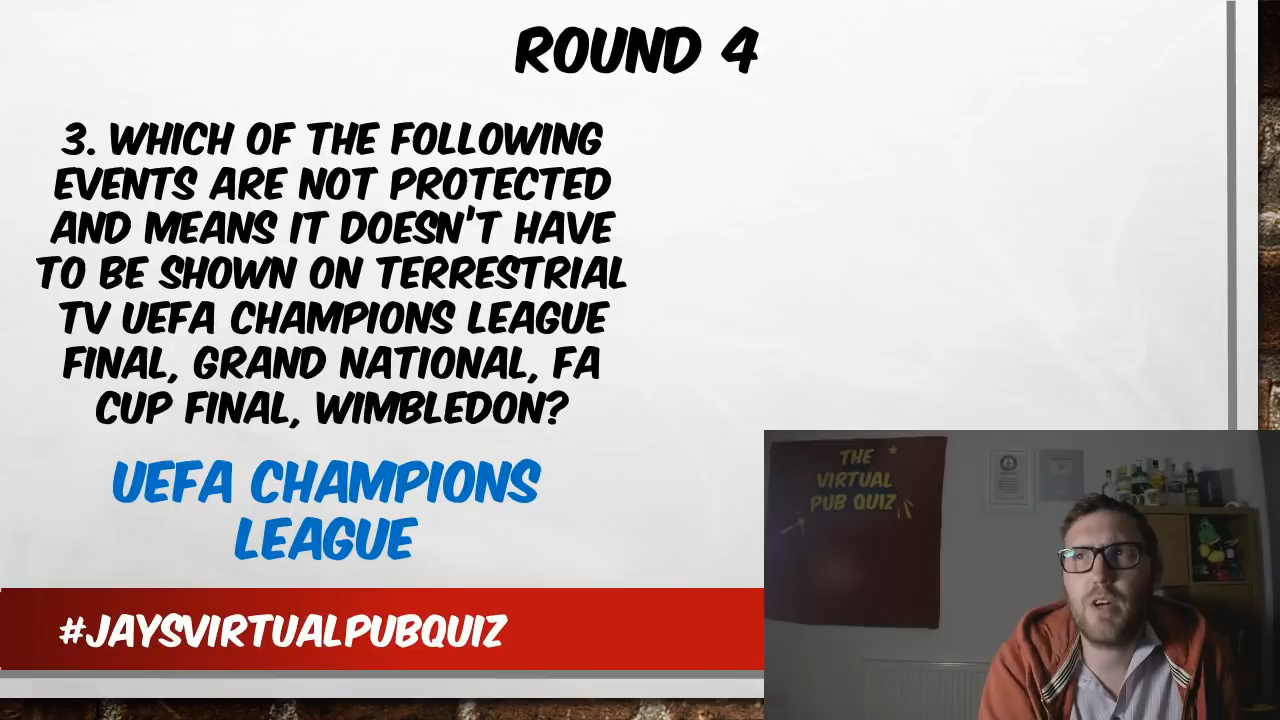 ROUND 4
3. WHICH OF THE FOLLOWING
EVENTS ARE NOT PROTECTED
AND MEANS IT DOESN'T HAVE
TO BE SHOWN ON TERRESTRIAL
TV UEFA CHAMPIONS LEAGUE
FINAL, GRAND NATIONAL, FA
CUP FINAL, WIMBLEDON?
UEFA CHAMPIONS
LEAGUE
#JAYSVIRTUALPUBQUIZ
THE
VIRTUAL
PUB QUIZ